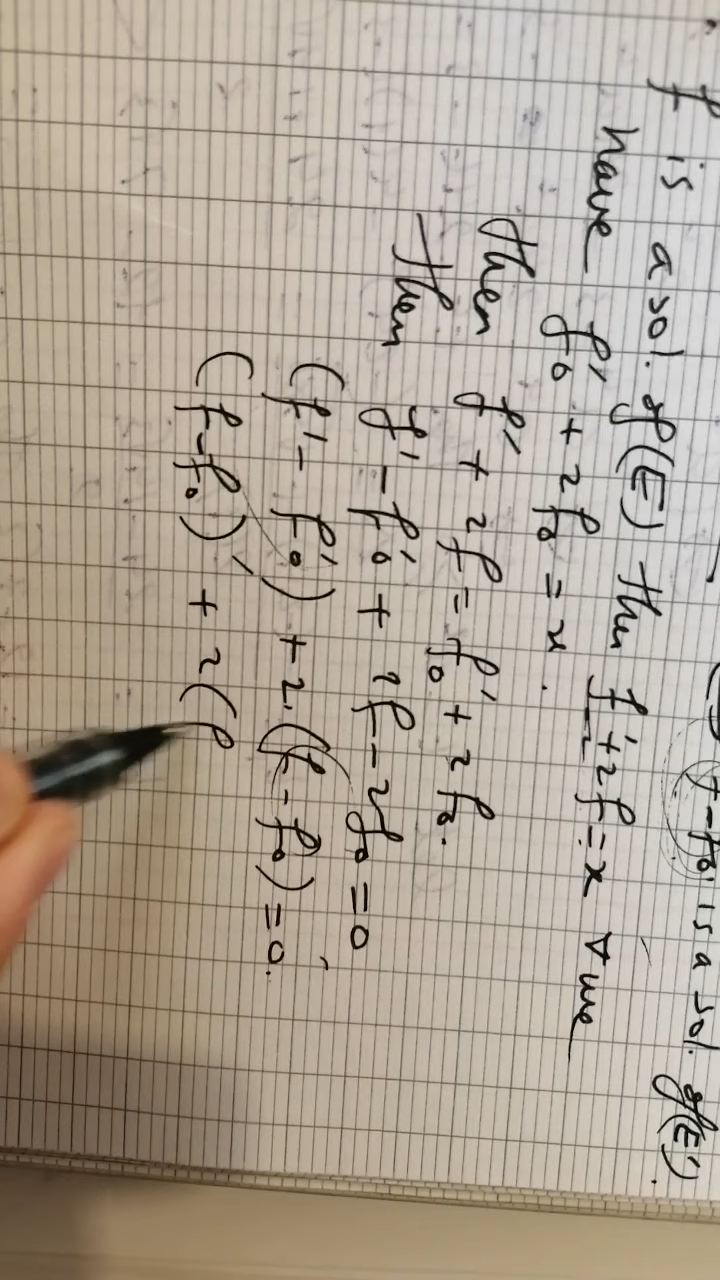 f - f₀ is a sol. of (E').
f is a sol. of (E) then f' + 2f = x & we
have f₀' + 2f₀ = x.
then f' + 2f = f₀' + 2f₀.
then f' - f₀' + 2f - 2f₀ = 0
(f' - f₀') + 2(f - f₀) = 0.
(f - f₀)' + 2(f